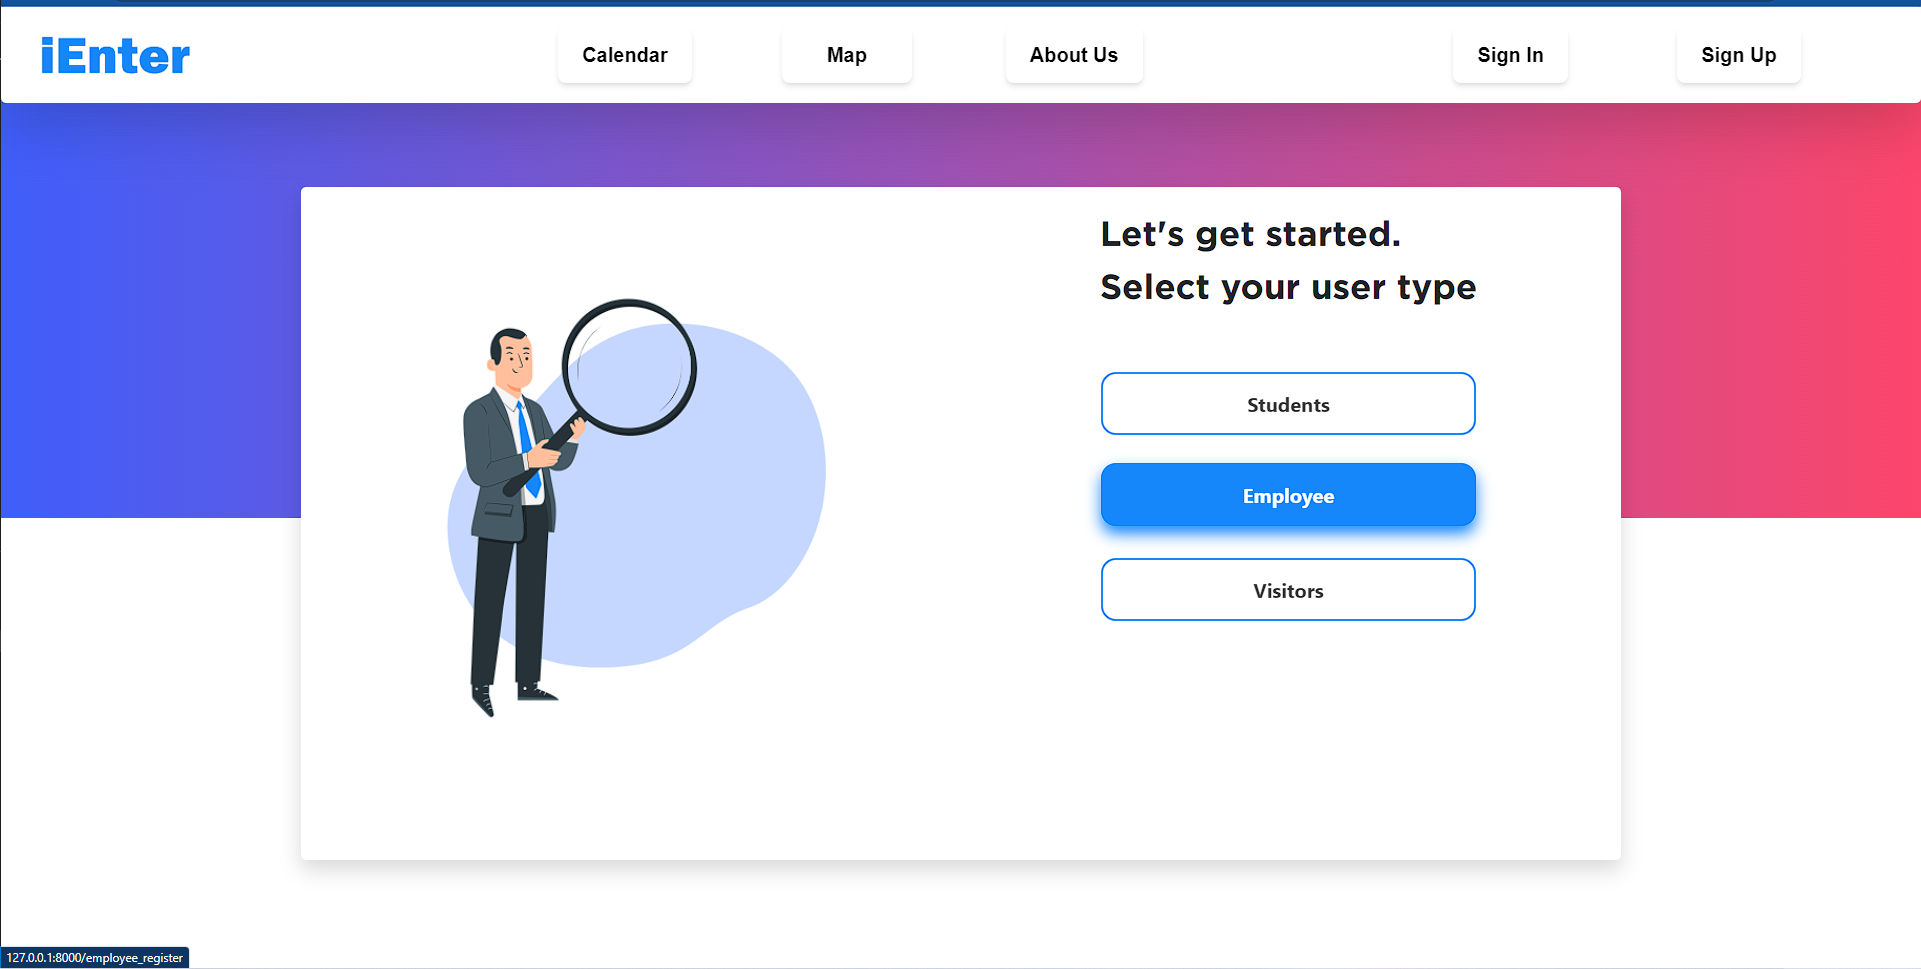 iEnter Calendar Map About Us Sign In Sign Up
Let's get started.
Select your user type
Students
Employee
Visitors
127.0.0.1:8000/employee_register